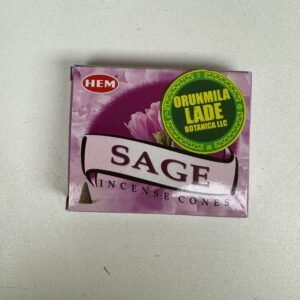 HEM
ORUNMILA
LADE
BOTANICA LLC
SAGE
INCENSE CONES